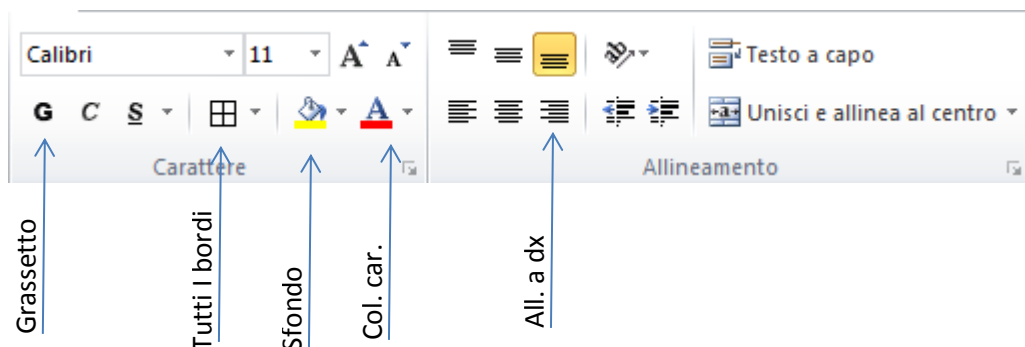 Calibri 11 A A Testo a capo
G C S A Unisci e allinea al centro
Carattere Allineamento
Grassetto
Tutti I bordi
Sfondo
Col. car.
All. a dx